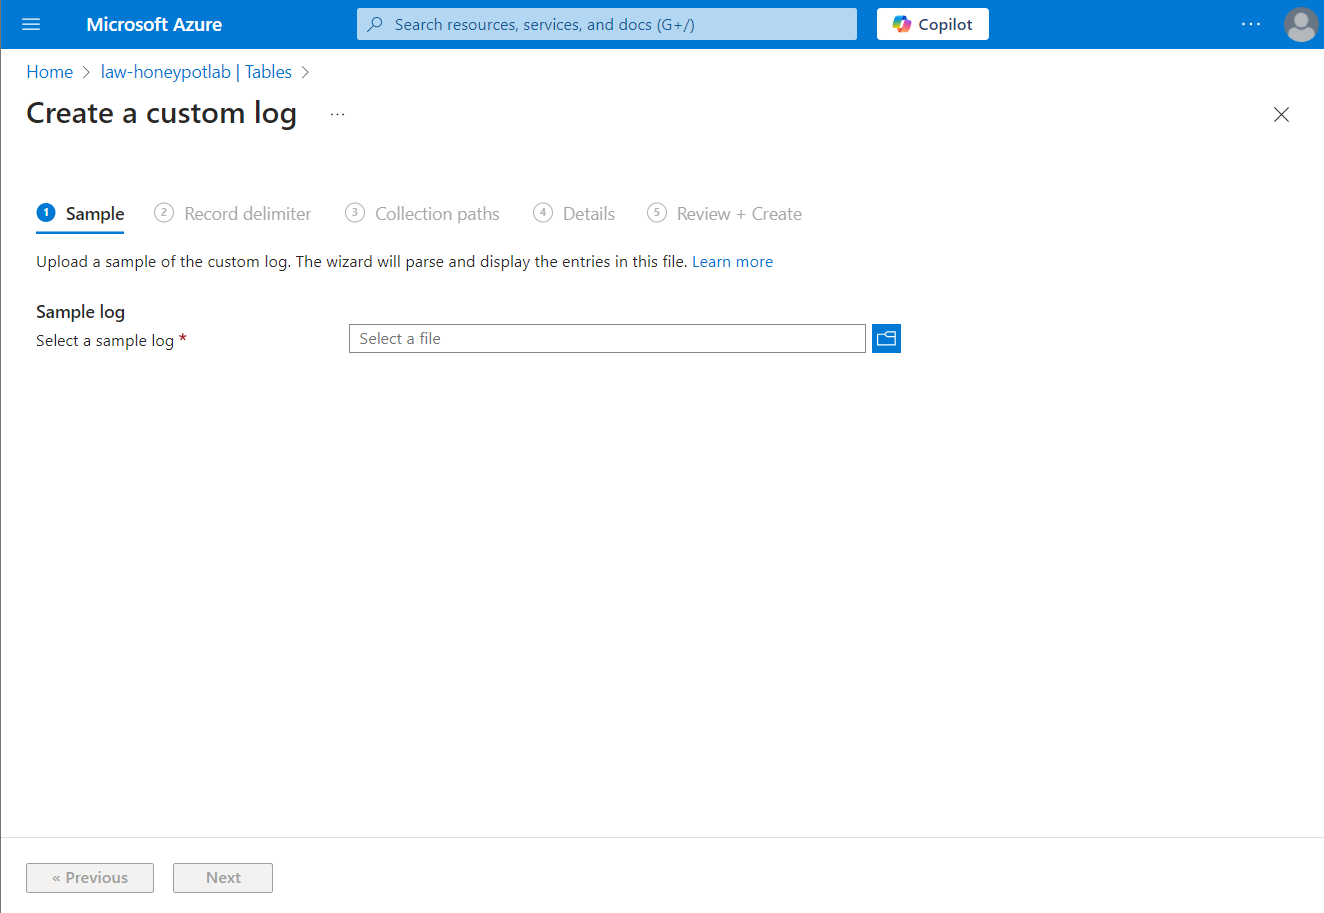 Microsoft Azure
Search resources, services, and docs (G+/)
Copilot
Home > law-honeypotlab | Tables >
Create a custom log ...
1 Sample 2 Record delimiter 3 Collection paths 4 Details 5 Review + Create
Upload a sample of the custom log. The wizard will parse and display the entries in this file. Learn more
Sample log
Select a sample log * Select a file
« Previous Next